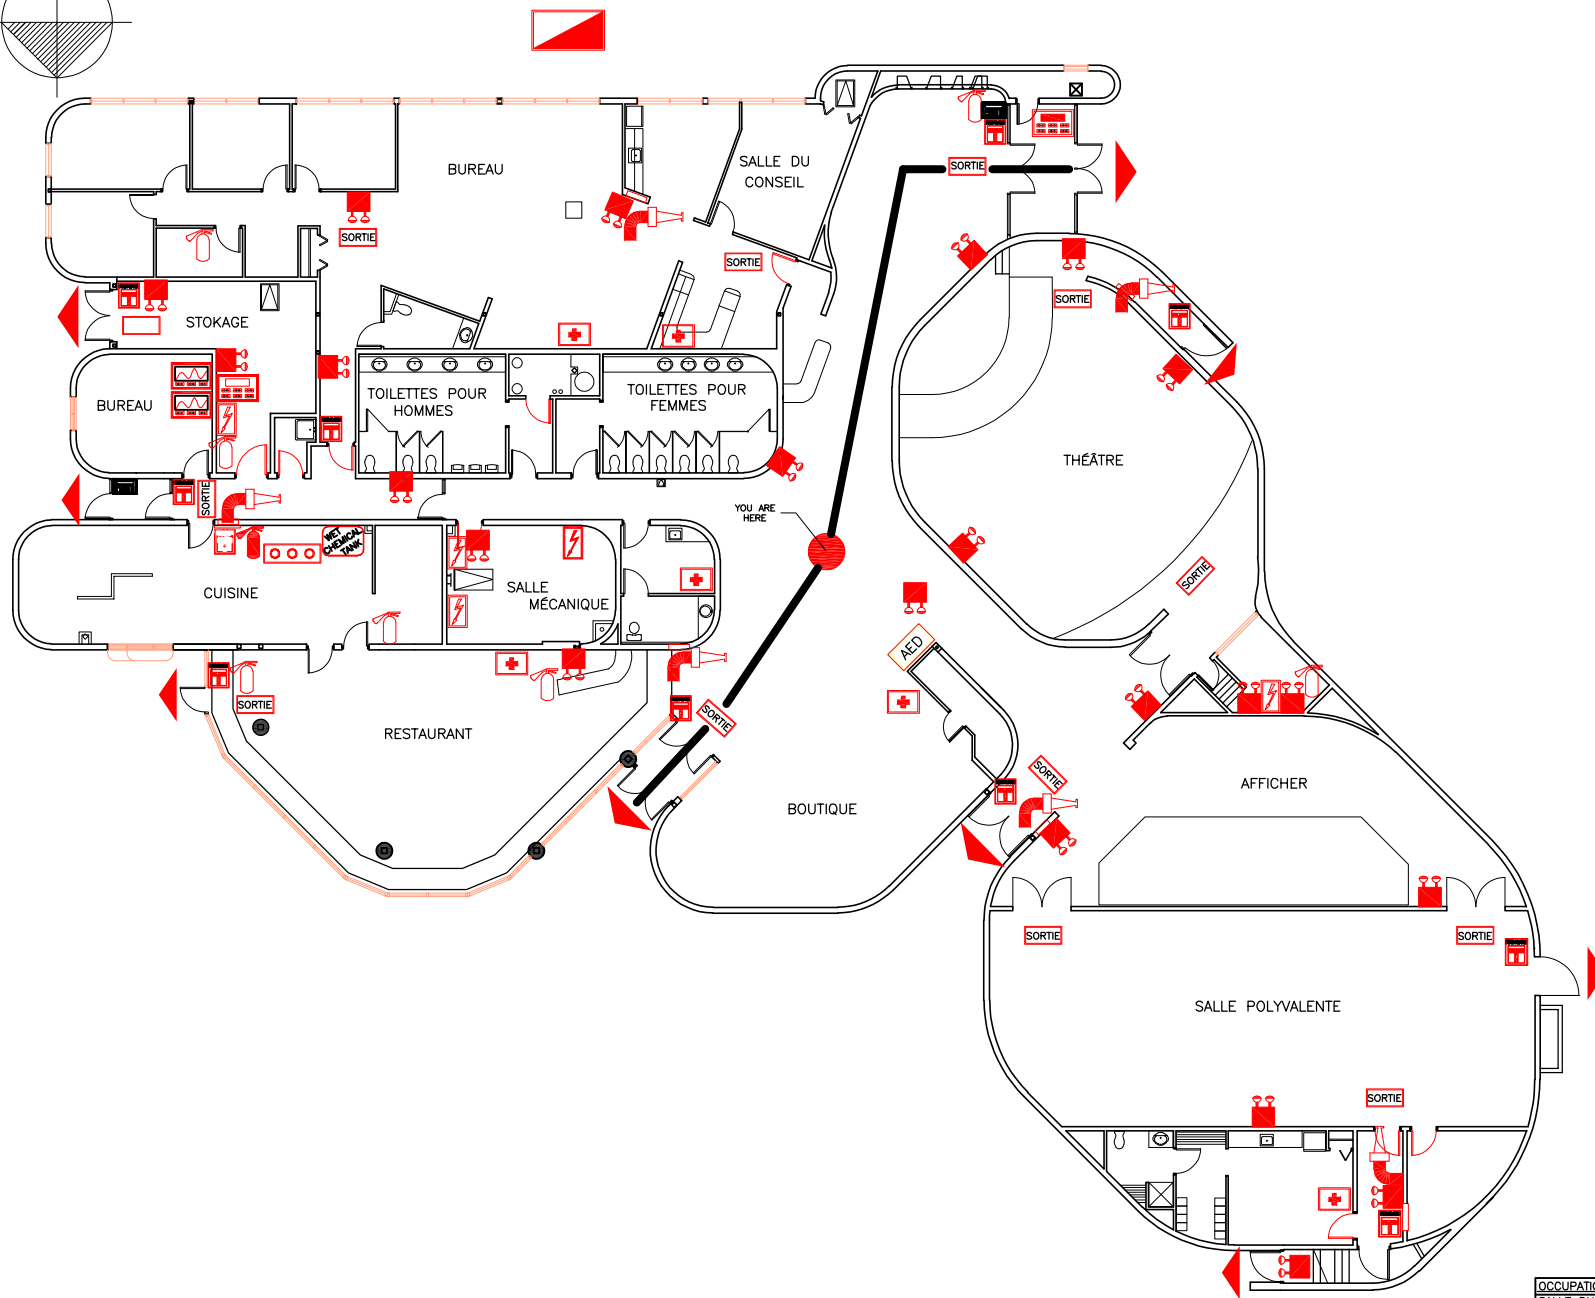 BUREAU
SALLE DU
CONSEIL
SORTIE
SORTIE
SORTIE
SORTIE
STOKAGE
BUREAU
TOILETTES POUR
HOMMES
TOILETTES POUR
FEMMES
THÉÂTRE
SORTIE
YOU ARE
HERE
WET
CHEMICAL
TANK
CUISINE
SALLE
MÉCANIQUE
SORTIE
AED
SORTIE
SORTIE
RESTAURANT
SORTIE
AFFICHER
BOUTIQUE
SORTIE
SORTIE
SALLE POLYVALENTE
SORTIE